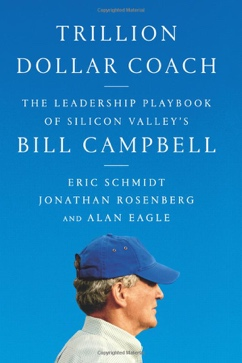 TRILLION
DOLLAR COACH
THE LEADERSHIP PLAYBOOK
OF SILICON VALLEY'S
BILL CAMPBELL
ERIC SCHMIDT
JONATHAN ROSENBERG
AND ALAN EAGLE